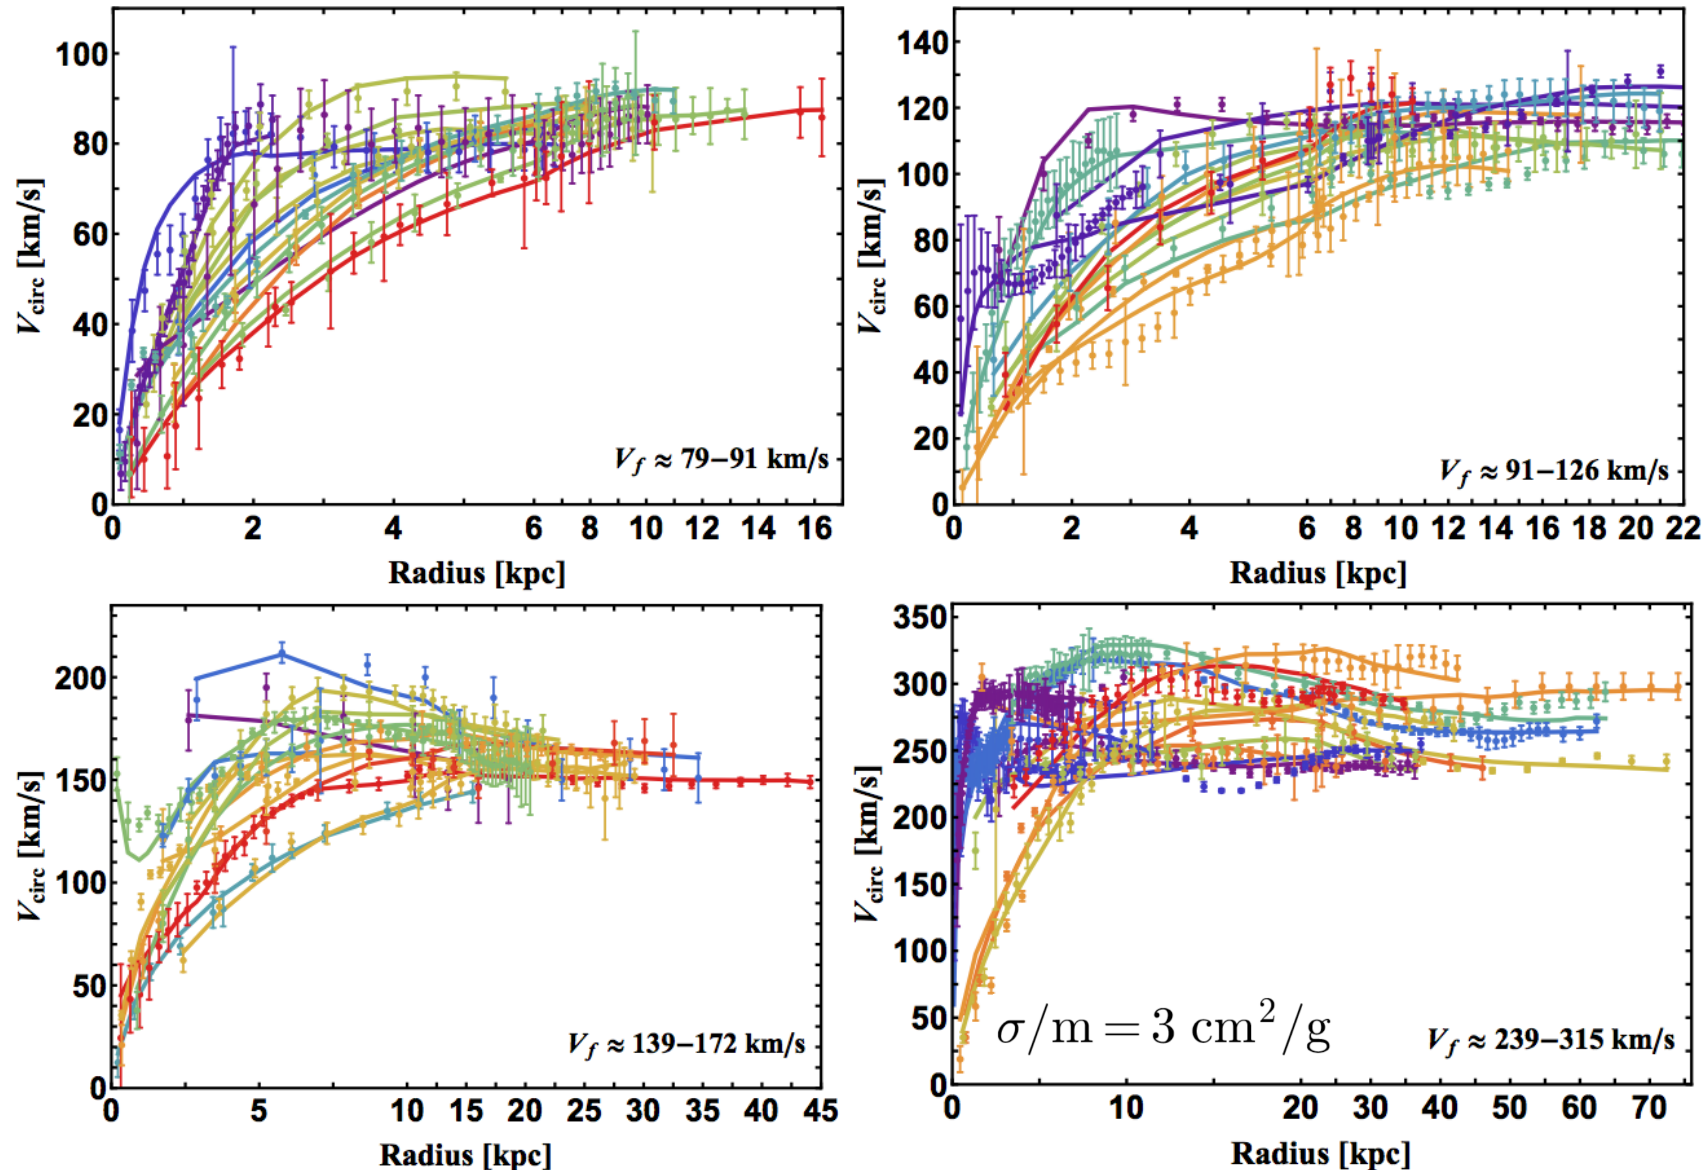 V_circ [km/s]
100
80
60
40
20
0
V_f ≈ 79–91 km/s
0 2 4 6 8 10 12 14 16
Radius [kpc]
V_circ [km/s]
140
120
100
80
60
40
20
0
V_f ≈ 91–126 km/s
0 2 4 6 8 10 12 14 16 18 20 22
Radius [kpc]
V_circ [km/s]
200
150
100
50
0
V_f ≈ 139–172 km/s
0 5 10 15 20 25 30 35 40 45
Radius [kpc]
V_circ [km/s]
350
300
250
200
150
100
50
0
σ/m = 3 cm²/g
V_f ≈ 239–315 km/s
0 10 20 30 40 50 60 70
Radius [kpc]